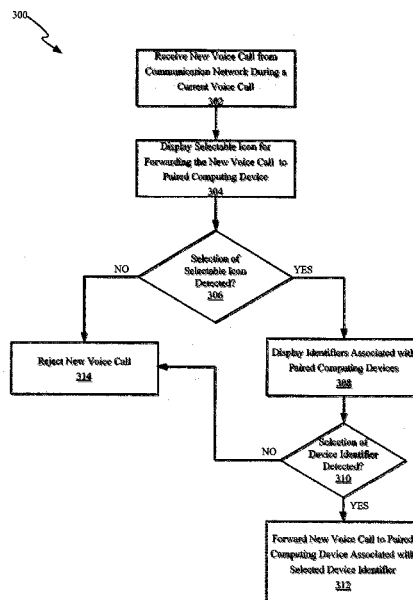 300
Receive New Voice Call from
Communication Network During a
Current Voice Call
302
Display Selectable Icon for
Forwarding the New Voice Call to
Paired Computing Device
304
Selection of
Selectable Icon
Detected?
306
NO
YES
Reject New Voice Call
314
Display Identifiers Associated with
Paired Computing Devices
308
Selection of
Device Identifier
Detected?
310
NO
YES
Forward New Voice Call to Paired
Computing Device Associated with
Selected Device Identifier
312